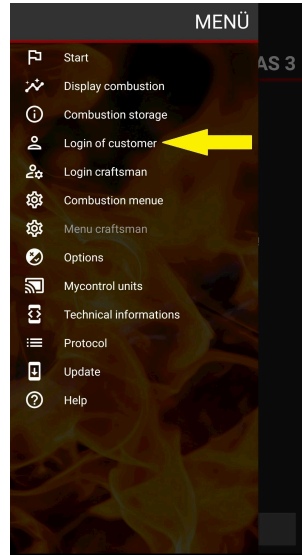 MENÜ
AS 3
Start
Display combustion
Combustion storage
Login of customer
Login craftsman
Combustion menue
Menu craftsman
Options
Mycontrol units
Technical informations
Protocol
Update
Help